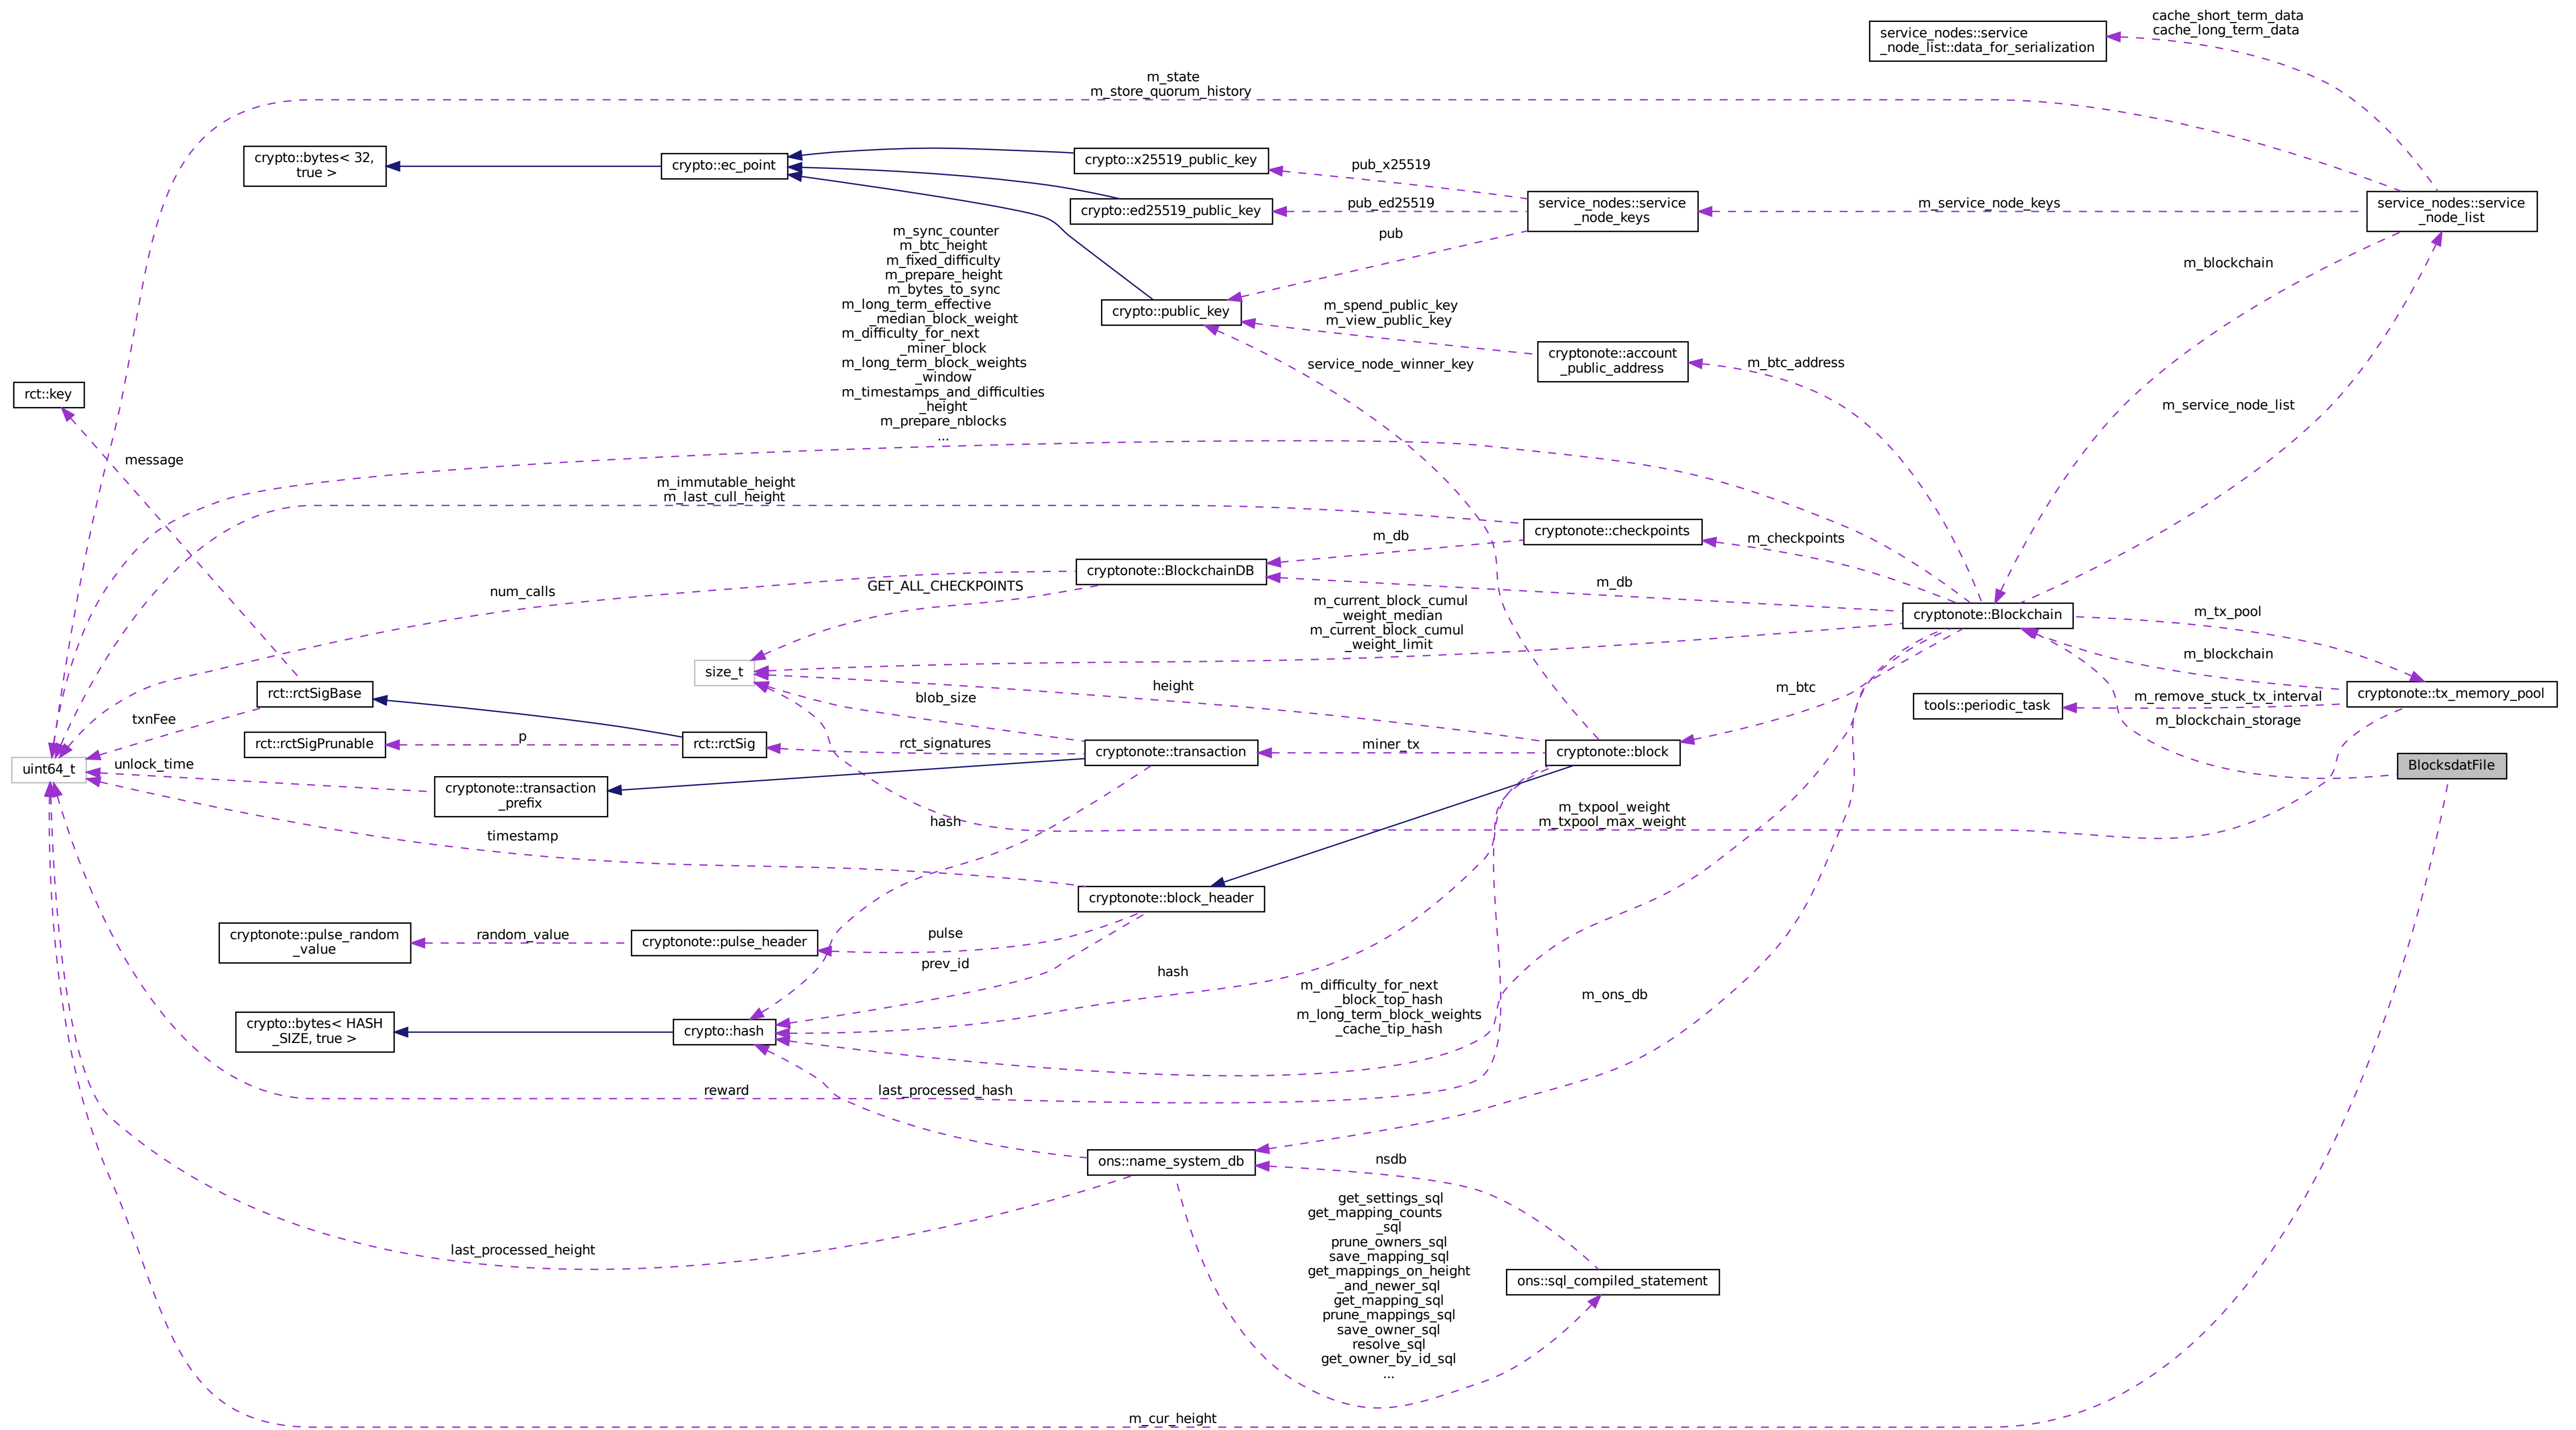 cache_short_term_data
cache_long_term_data
service_nodes::service
_node_list::data_for_serialization
m_state
m_store_quorum_history
crypto::bytes< 32,
true >
crypto::ec_point
crypto::x25519_public_key
pub_x25519
crypto::ed25519_public_key
pub_ed25519
service_nodes::service
_node_keys
m_service_node_keys
service_nodes::service
_node_list
pub
m_sync_counter
m_btc_height
m_fixed_difficulty
m_prepare_height
m_bytes_to_sync
m_long_term_effective
_median_block_weight
m_difficulty_for_next
_miner_block
m_long_term_block_weights
_window
m_timestamps_and_difficulties
_height
m_prepare_nblocks
...
m_blockchain
crypto::public_key
m_spend_public_key
m_view_public_key
cryptonote::account
_public_address
m_btc_address
service_node_winner_key
m_service_node_list
rct::key
message
m_immutable_height
m_last_cull_height
cryptonote::checkpoints
m_checkpoints
m_db
cryptonote::BlockchainDB
GET_ALL_CHECKPOINTS
num_calls
m_db
m_current_block_cumul
_weight_median
m_current_block_cumul
_weight_limit
cryptonote::Blockchain
m_tx_pool
m_blockchain
size_t
height
m_btc
cryptonote::tx_memory_pool
m_remove_stuck_tx_interval
tools::periodic_task
m_blockchain_storage
rct::rctSigBase
blob_size
txnFee
rct::rctSigPrunable
p
rct::rctSig
rct_signatures
cryptonote::transaction
miner_tx
cryptonote::block
BlocksdatFile
uint64_t
unlock_time
cryptonote::transaction
_prefix
m_txpool_weight
m_txpool_max_weight
hash
timestamp
cryptonote::block_header
cryptonote::pulse_random
_value
random_value
cryptonote::pulse_header
pulse
prev_id
hash
m_difficulty_for_next
_block_top_hash
m_long_term_block_weights
_cache_tip_hash
m_ons_db
crypto::bytes< HASH
_SIZE, true >
crypto::hash
reward
last_processed_hash
ons::name_system_db
nsdb
get_settings_sql
get_mapping_counts
_sql
prune_owners_sql
save_mapping_sql
get_mappings_on_height
_and_newer_sql
get_mapping_sql
prune_mappings_sql
save_owner_sql
resolve_sql
get_owner_by_id_sql
...
last_processed_height
ons::sql_compiled_statement
m_cur_height